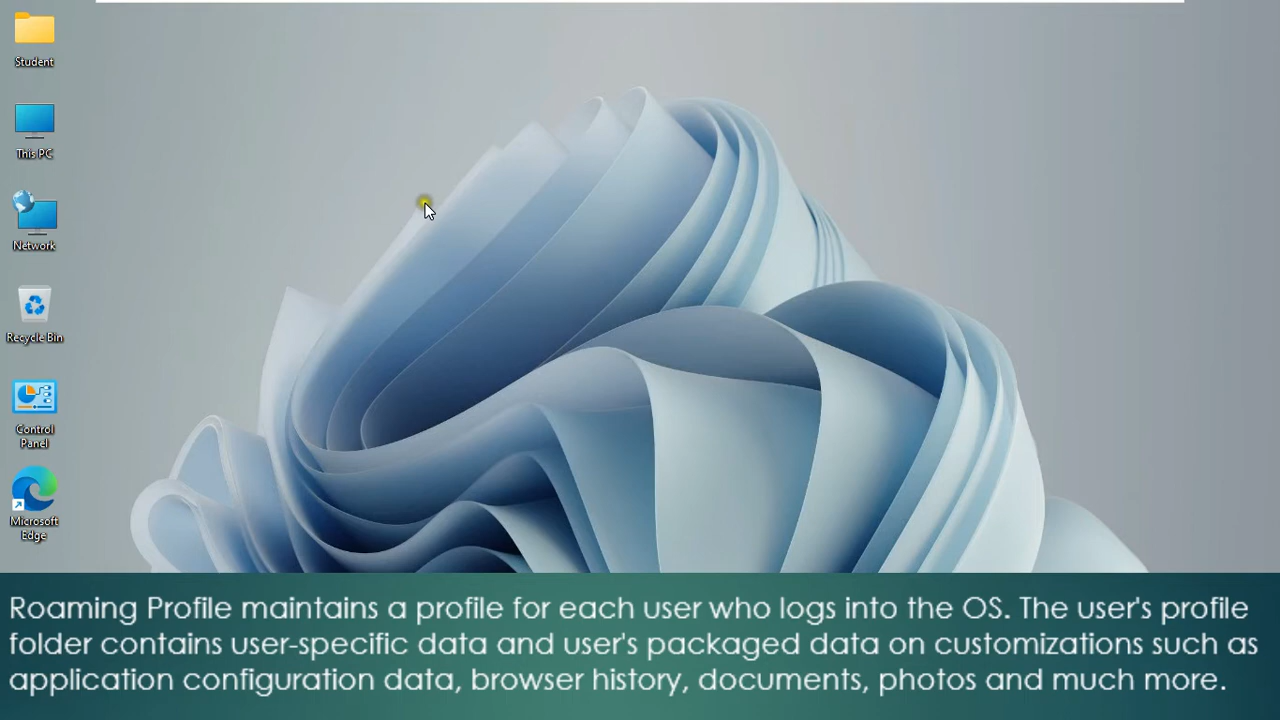 Student
This PC
Network
Recycle Bin
Control
Panel
Microsoft
Edge
Roaming Profile maintains a profile for each user who logs into the OS. The user's profile
folder contains user-specific data and user's packaged data on customizations such as
application configuration data, browser history, documents, photos and much more.